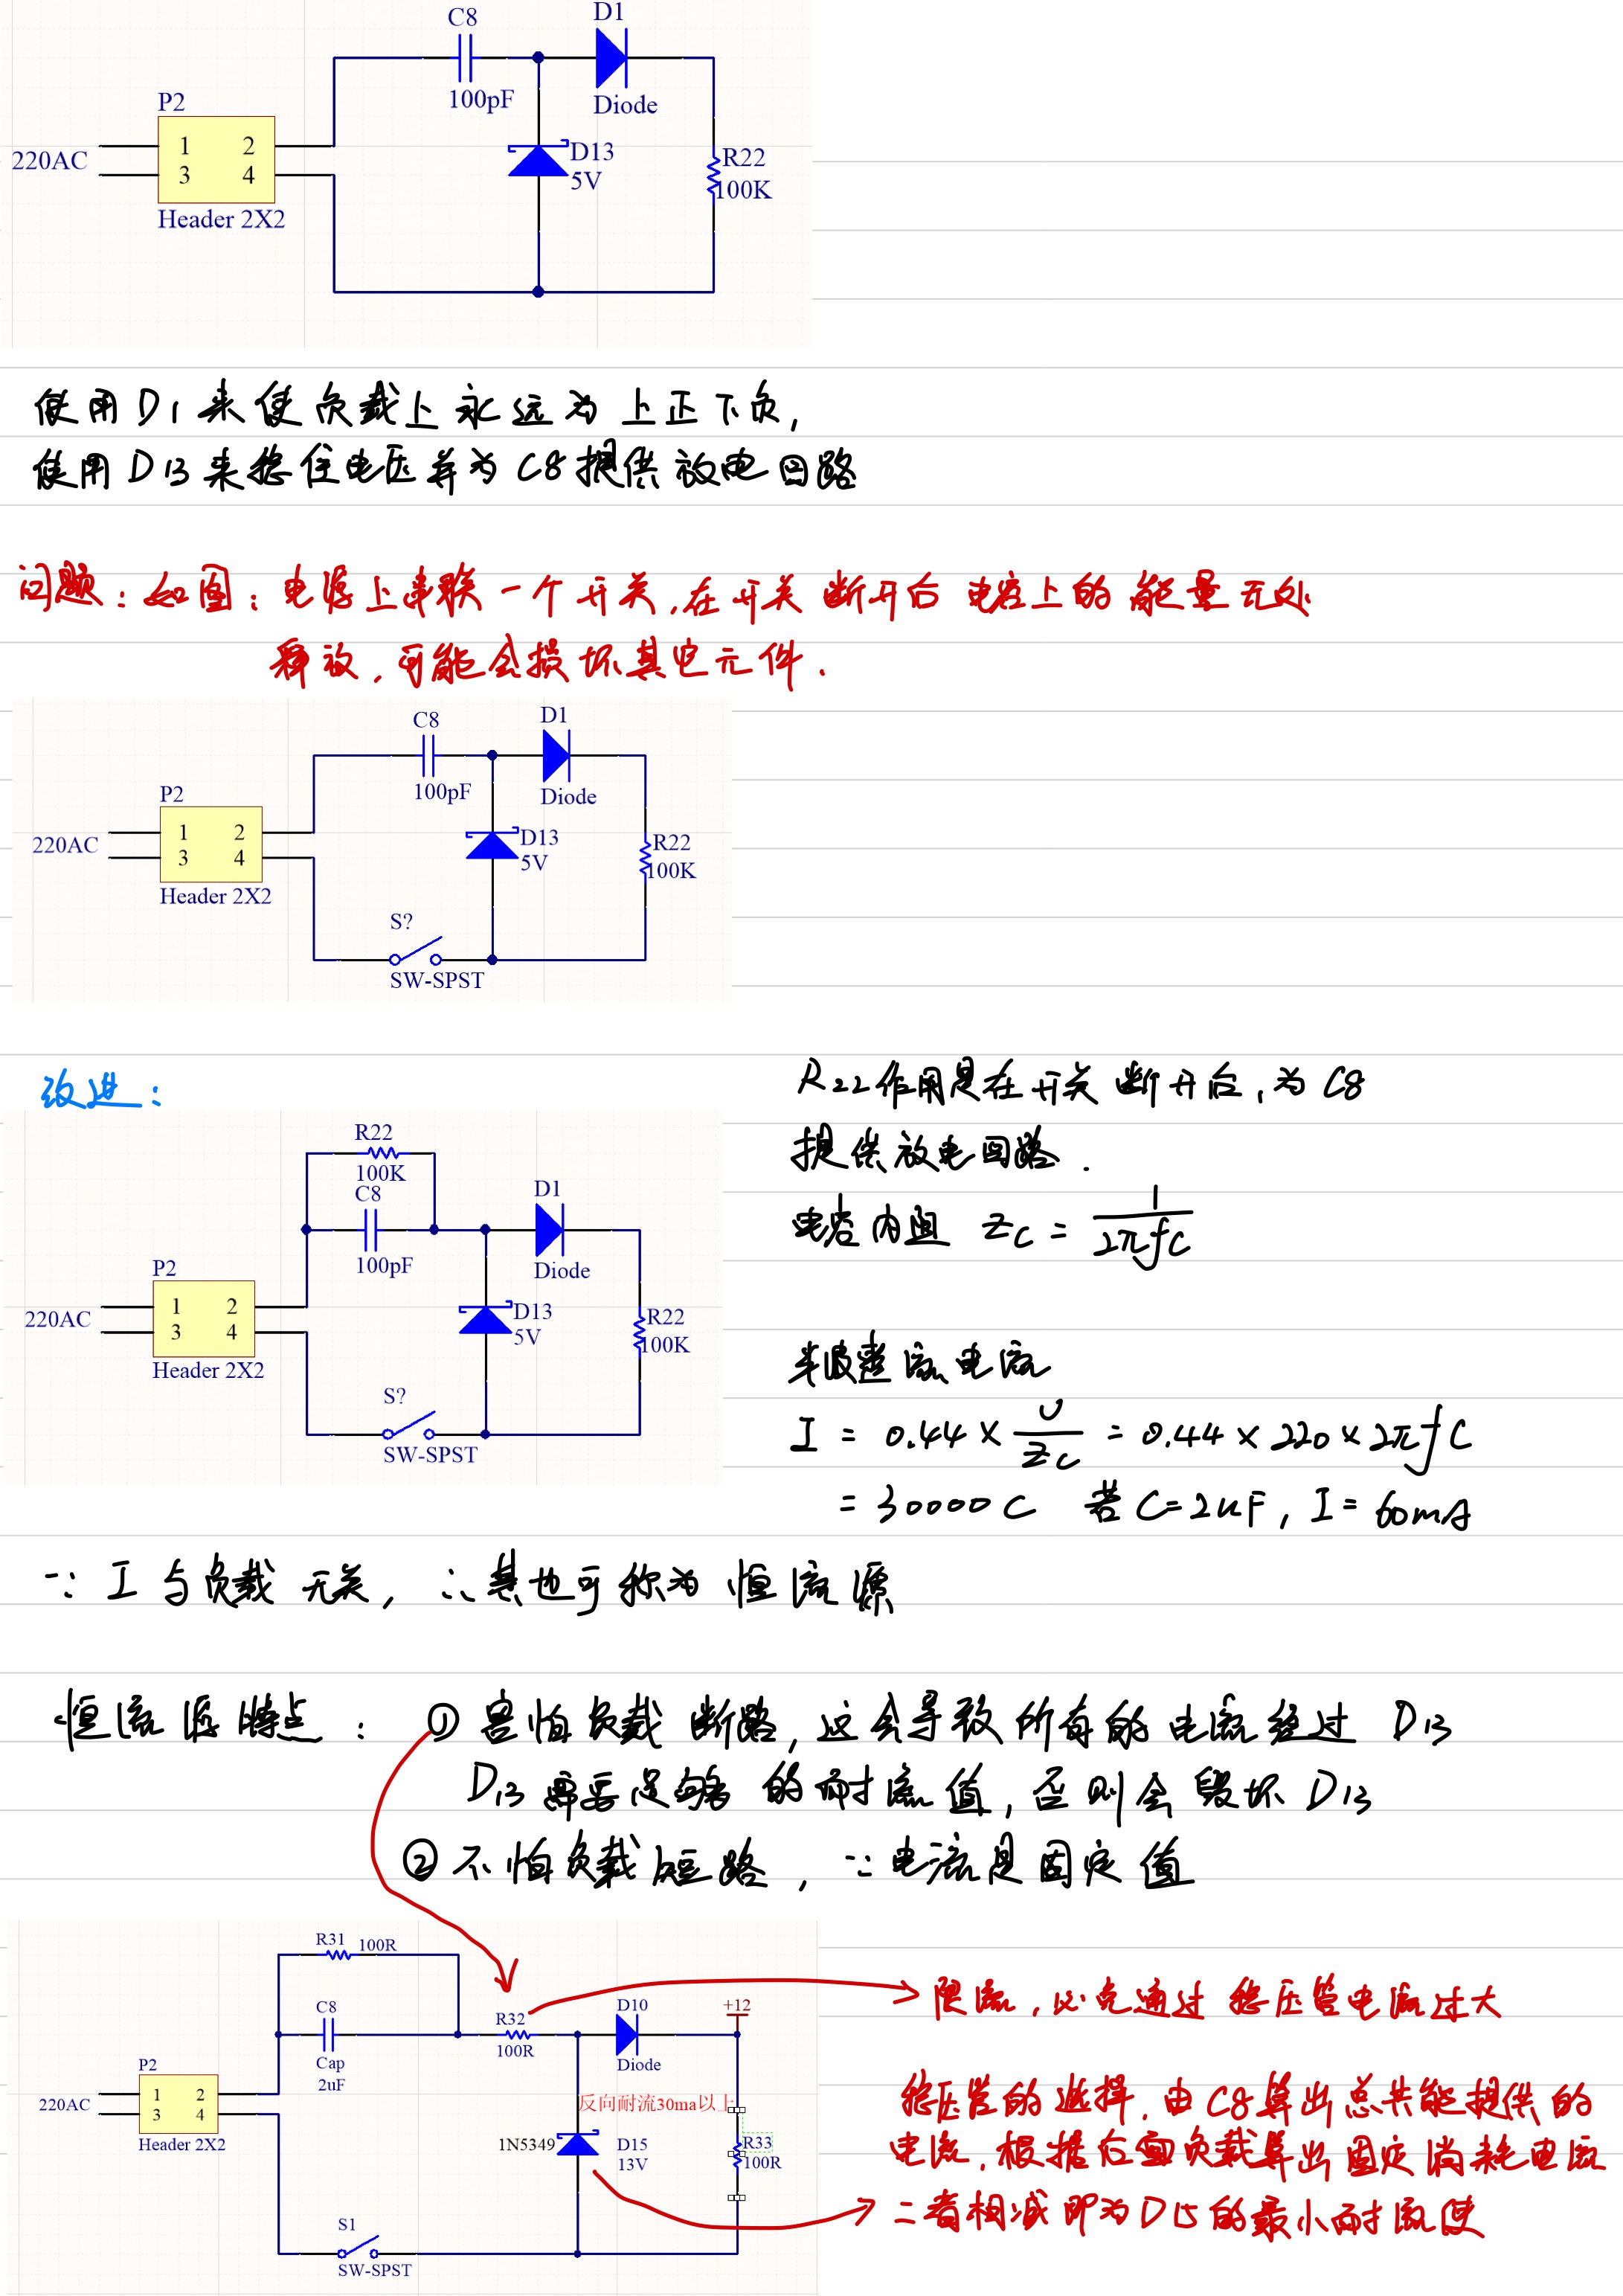 C8
D1
100pF
Diode
P2
220AC
1 2
3 4
Header 2X2
D13
5V
R22
100K
使用D1来使负载上永远为上正下负,
使用D13来稳住电压并为C8提供放电回路
问题:如图:电源上串联一个开关,在开关断开后电容上的能量无处
释放,可能会损坏其它元件.
C8
D1
100pF
Diode
P2
220AC
1 2
3 4
Header 2X2
D13
5V
R22
100K
S?
SW-SPST
改进:
R22
100K
C8
100pF
D1
Diode
P2
220AC
1 2
3 4
Header 2X2
D13
5V
R22
100K
S?
SW-SPST
R22作用是在开关断开后,为C8
提供放电回路.
电容内阻 Zc = 1/2πfC
半波整流电流
I = 0.44 × U/Zc = 0.44 × 220 × 2πfC
= 30000C 若C=2uF, I=60mA
∵ I与负载无关, ∴其也可称为恒流源
恒流源特点: ① 害怕负载断路,这会导致所有的电流经过D13
D13需要足够的耐流值,否则会毁坏D13
② 不怕负载短路, ∵电流是固定值
R31
100R
C8
Cap
2uF
R32
100R
D10
Diode
+12
P2
220AC
1 2
3 4
Header 2X2
反向耐流30ma以上
1N5349
D15
13V
R33
100R
S1
SW-SPST
限流,以免通过稳压管电流过大
稳压管的选择,由C8算出总共能提供的
电流,根据后面负载算出固定消耗电流
二者相减即为D15的最小耐流值